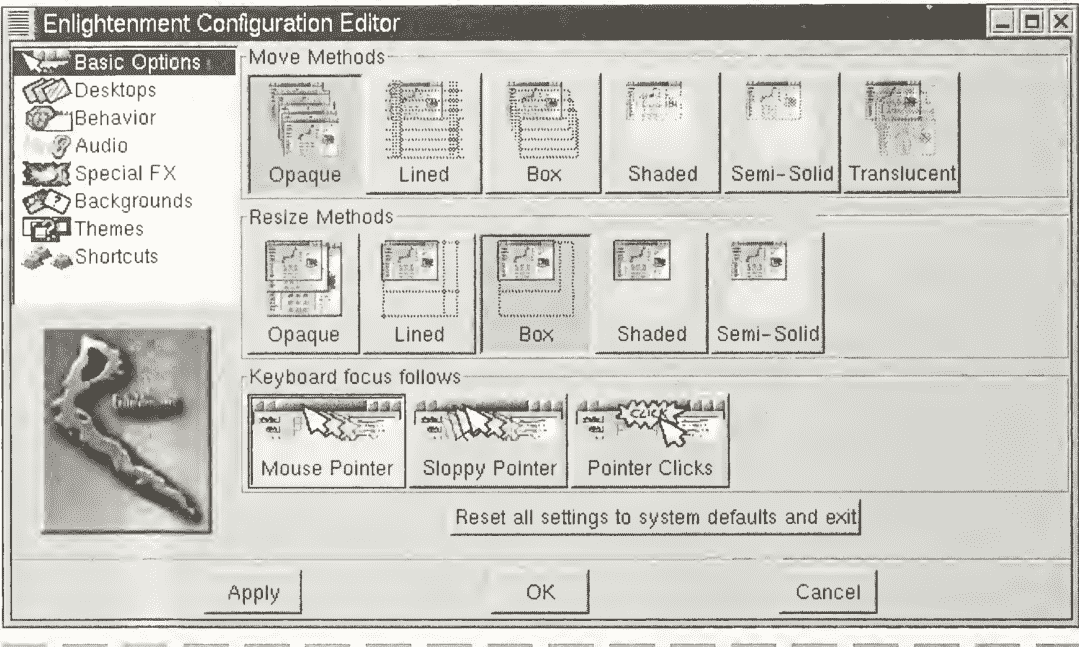 Enlightenment Configuration Editor
Basic Options
Desktops
Behavior
Audio
Special FX
Backgrounds
Themes
Shortcuts
Move Methods
Opaque Lined Box Shaded Semi-Solid Translucent
Resize Methods
Opaque Lined Box Shaded Semi-Solid
Keyboard focus follows
CLICK
Mouse Pointer Sloppy Pointer Pointer Clicks
Reset all settings to system defaults and exit
Apply OK Cancel